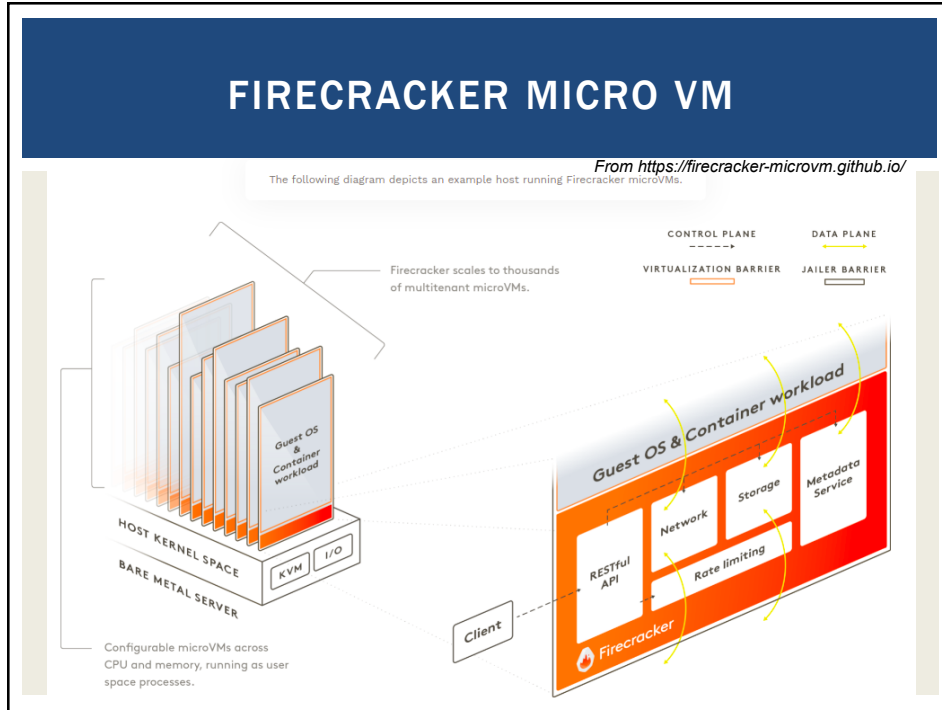 FIRECRACKER MICRO VM
From https://firecracker-microvm.github.io/
The following diagram depicts an example host running Firecracker microVMs.
CONTROL PLANE
DATA PLANE
VIRTUALIZATION BARRIER
JAILER BARRIER
Firecracker scales to thousands
of multitenant microVMs.
Guest OS
&
Container
workload
HOST KERNEL SPACE
KVM
I/O
BARE METAL SERVER
Configurable microVMs across
CPU and memory, running as user
space processes.
Guest OS & Container workload
RESTful
API
Network
Storage
Metadata
Service
Rate limiting
Client
Firecracker